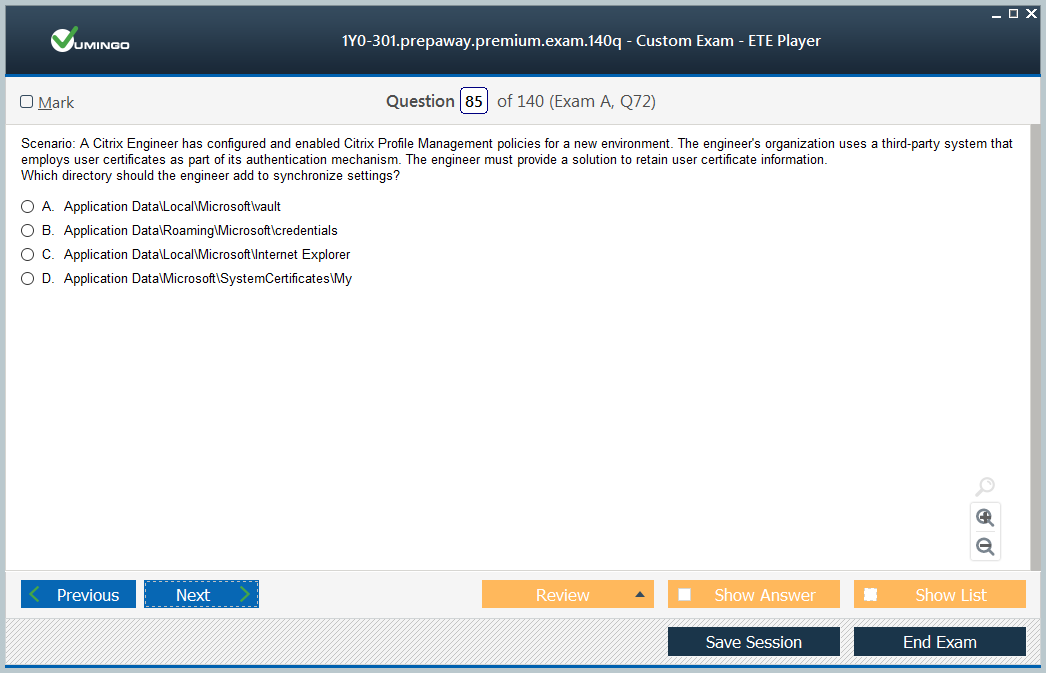 VUMINGO
1Y0-301.prepaway.premium.exam.140q - Custom Exam - ETE Player
Mark
Question 85 of 140 (Exam A, Q72)
Scenario: A Citrix Engineer has configured and enabled Citrix Profile Management policies for a new environment. The engineer's organization uses a third-party system that
employs user certificates as part of its authentication mechanism. The engineer must provide a solution to retain user certificate information.
Which directory should the engineer add to synchronize settings?
A. Application Data\Local\Microsoft\vault
B. Application Data\Roaming\Microsoft\credentials
C. Application Data\Local\Microsoft\Internet Explorer
D. Application Data\Microsoft\SystemCertificates\My
Previous
Next
Review
Show Answer
Show List
Save Session
End Exam